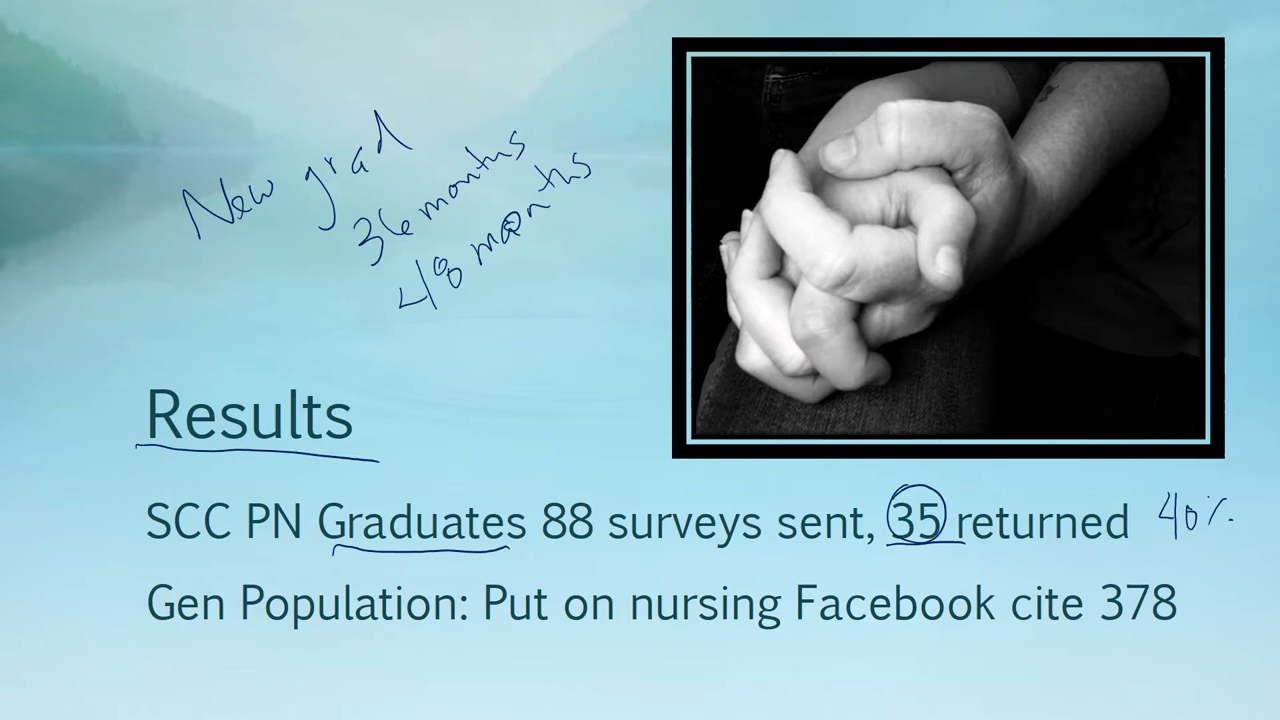 New grad
36 months
48 months
Results
SCC PN Graduates 88 surveys sent, 35 returned 40%
Gen Population: Put on nursing Facebook cite 378